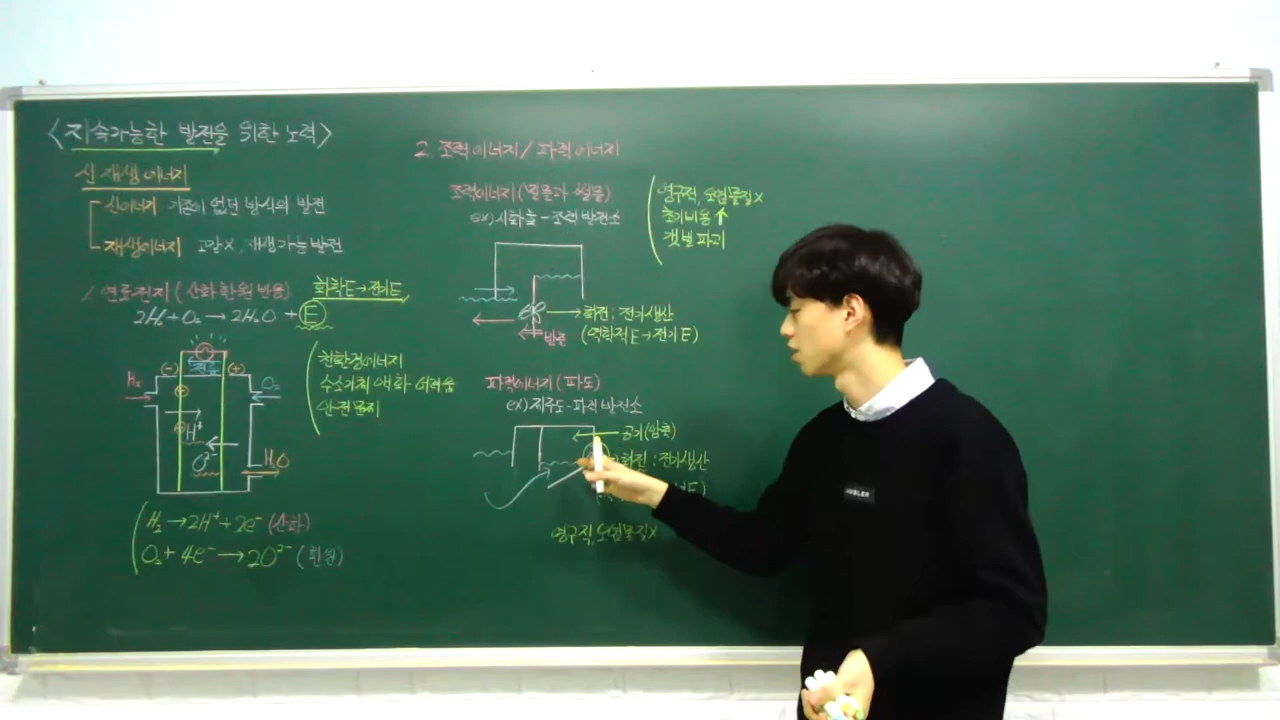 <지속가능한 발전을 위한 노력>
신재생에너지
신에너지 기존에 없던 방식의 발전
재생에너지 고갈X, 재생가능발전
1. 연료전지 (산화환원반응) 화학E→전기E
2H₂+O₂→2H₂O+E
(-) 전류 (+)
H₂ O₂
H⁺
O²⁻ H₂O
친환경에너지
수소기체 액화 어려움
안전문제
H₂→2H⁺+2e⁻ (산화)
O₂+4e⁻→2O²⁻ (환원)
2. 조력에너지/파력에너지
조력에너지(밀물과 썰물)
ex) 시화호-조력발전소
영구적, 오염물질X
초기비용↑
갯벌파괴
회전: 전기생산
(역학적E→전기E)
발전
파력에너지(파도)
ex) 제주도-파력발전소
공기(압축)
회전: 전기생산
E)
영구적, 오염물질X